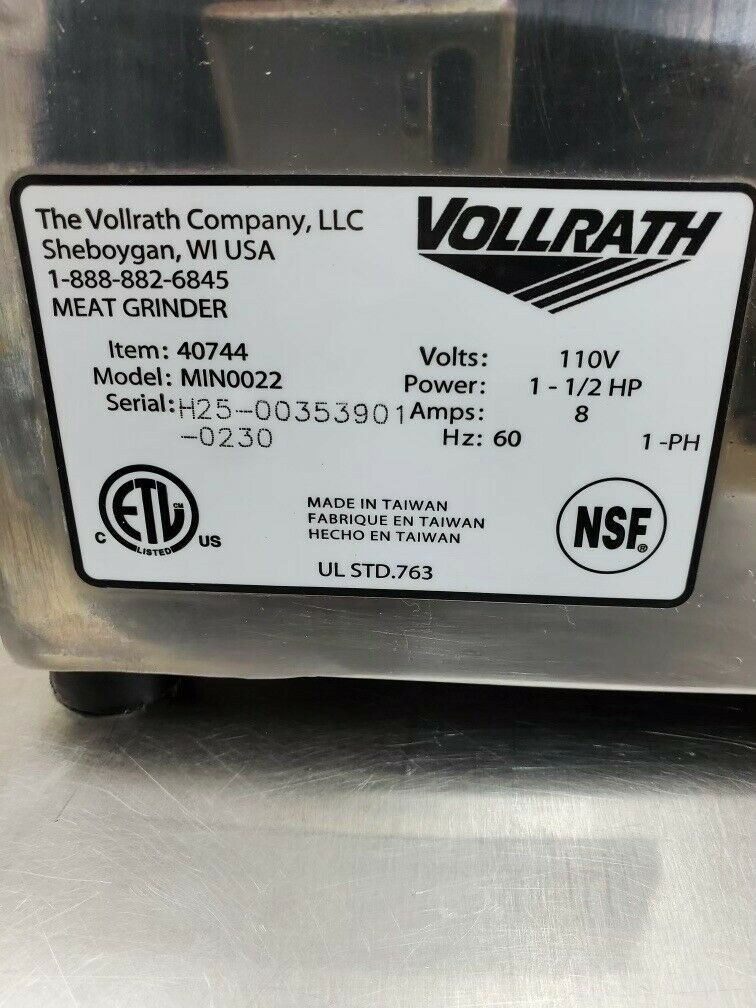 The Vollrath Company, LLC
Sheboygan, WI USA
1-888-882-6845
MEAT GRINDER
VOLLRATH
Item: 40744
Model: MIN0022
Serial: H25-00353901
-0230
Volts: 110V
Power: 1 - 1/2 HP
Amps: 8
Hz: 60 1 -PH
ETL CM
LISTED
C US
MADE IN TAIWAN
FABRIQUE EN TAIWAN
HECHO EN TAIWAN
UL STD.763
NSF®